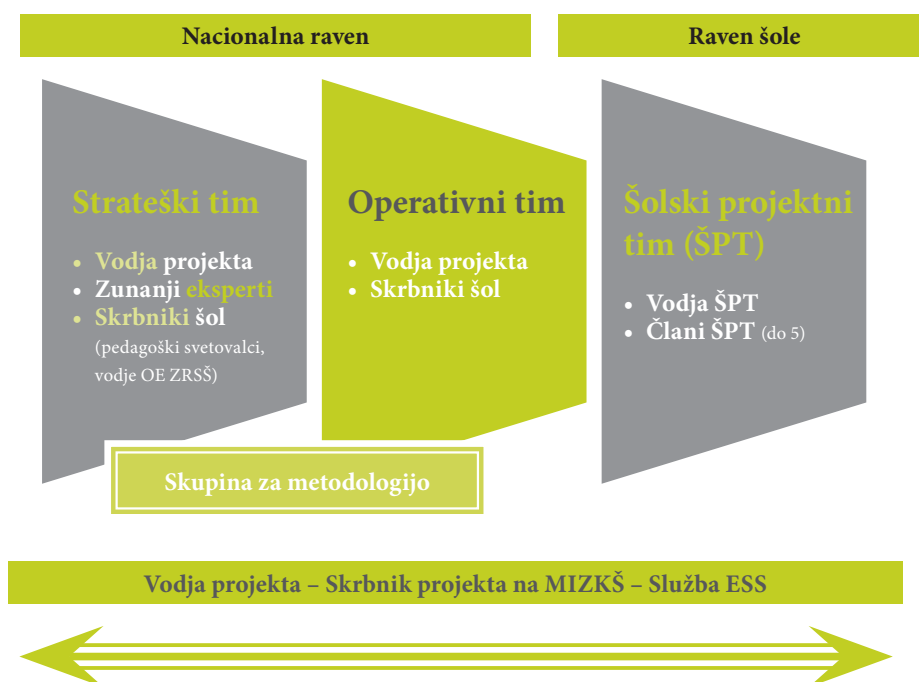 Nacionalna raven
Raven šole
Strateški tim
• Vodja projekta
• Zunanji eksperti
• Skrbniki šol
(pedagoški svetovalci,
vodje OE ZRSŠ)
Operativni tim
• Vodja projekta
• Skrbniki šol
Šolski projektni
tim (ŠPT)
• Vodja ŠPT
• Člani ŠPT (do 5)
Skupina za metodologijo
Vodja projekta – Skrbnik projekta na MIZKŠ – Služba ESS